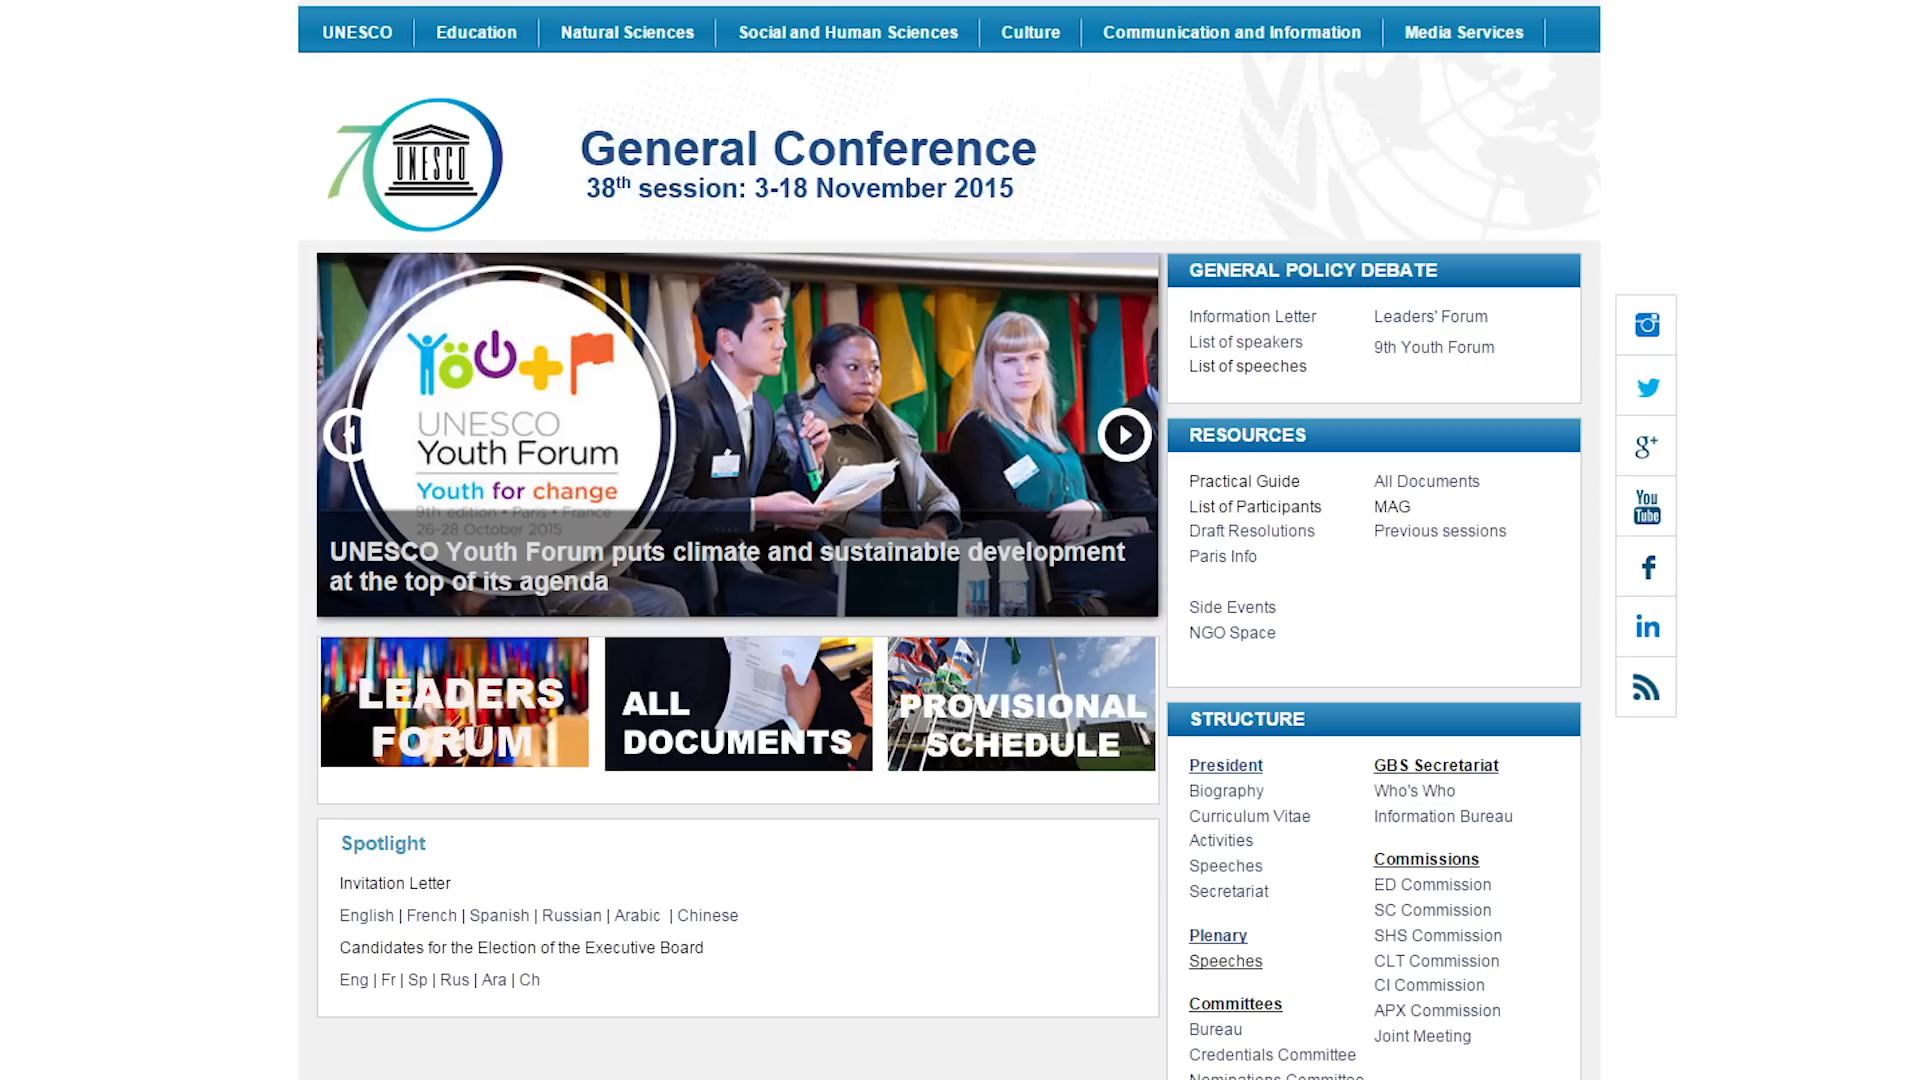 UNESCO
Education
Natural Sciences
Social and Human Sciences
Culture
Communication and Information
Media Services
70
UNESCO
General Conference
38th session: 3-18 November 2015
UNESCO
Youth Forum
Youth for change
9th edition • Paris • France
26-28 October 2015
UNESCO Youth Forum puts climate and sustainable development
at the top of its agenda
LEADERS
FORUM
ALL
DOCUMENTS
PROVISIONAL
SCHEDULE
Spotlight
Invitation Letter
English | French | Spanish | Russian | Arabic | Chinese
Candidates for the Election of the Executive Board
Eng | Fr | Sp | Rus | Ara | Ch
GENERAL POLICY DEBATE
Information Letter
List of speakers
List of speeches
Leaders' Forum
9th Youth Forum
RESOURCES
Practical Guide
List of Participants
Draft Resolutions
Paris Info
Side Events
NGO Space
All Documents
MAG
Previous sessions
STRUCTURE
President
Biography
Curriculum Vitae
Activities
Speeches
Secretariat
Plenary
Speeches
Committees
Bureau
Credentials Committee
Nominations Committee
GBS Secretariat
Who's Who
Information Bureau
Commissions
ED Commission
SC Commission
SHS Commission
CLT Commission
CI Commission
APX Commission
Joint Meeting
g+
You
Tube
f
in